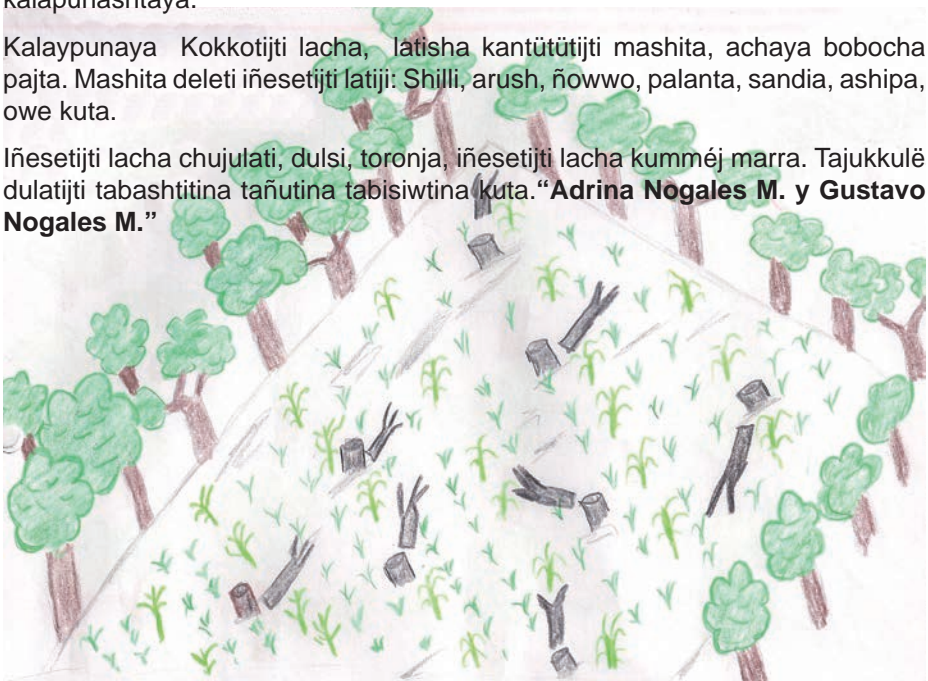 kalapunashtaya.
Kalaypunaya Kokkotijti lacha, latisha kantütütijti mashita, achaya bobocha
pajta. Mashita deleti iñesetijti latiji: Shilli, arush, ñowwo, palanta, sandia, ashipa,
owe kuta.
Iñesetijti lacha chujulati, dulsi, toronja, iñesetijti lacha kumméj marra. Tajukkulë
dulatijti tabashtitina tañutina tabisiwtina kuta.“Adrina Nogales M. y Gustavo
Nogales M.”